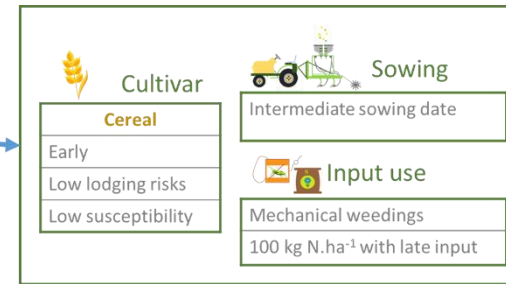 Cultivar
Cereal
Early
Low lodging risks
Low susceptibility
Sowing
Intermediate sowing date
Input use
Mechanical weedings
100 kg N.ha⁻¹ with late input